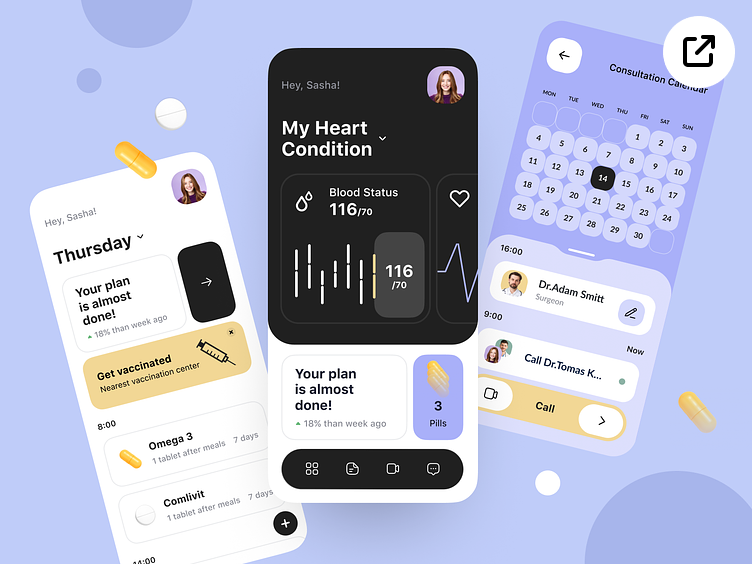 Hey, Sasha!
Thursday
Your plan
is almost
done!
18% than week ago
Get vaccinated
Nearest vaccination center
8:00
Omega 3
1 tablet after meals 7 days
Comlivit
1 tablet after meals 7 days
14:00
Hey, Sasha!
My Heart
Condition
Blood Status
116/70
116
/70
Your plan
is almost
done!
18% than week ago
3
Pills
Consultation Calendar
MON TUE WED THU FRI SAT SUN
1 2 3
4 5 6 7 8 9 10
11 12 13 14 15 16 17
18 19 20 21 22 23 24
25 26 27 28 29 30
16:00
Dr.Adam Smitt
Surgeon
9:00
Now
Call Dr.Tomas K...
Call